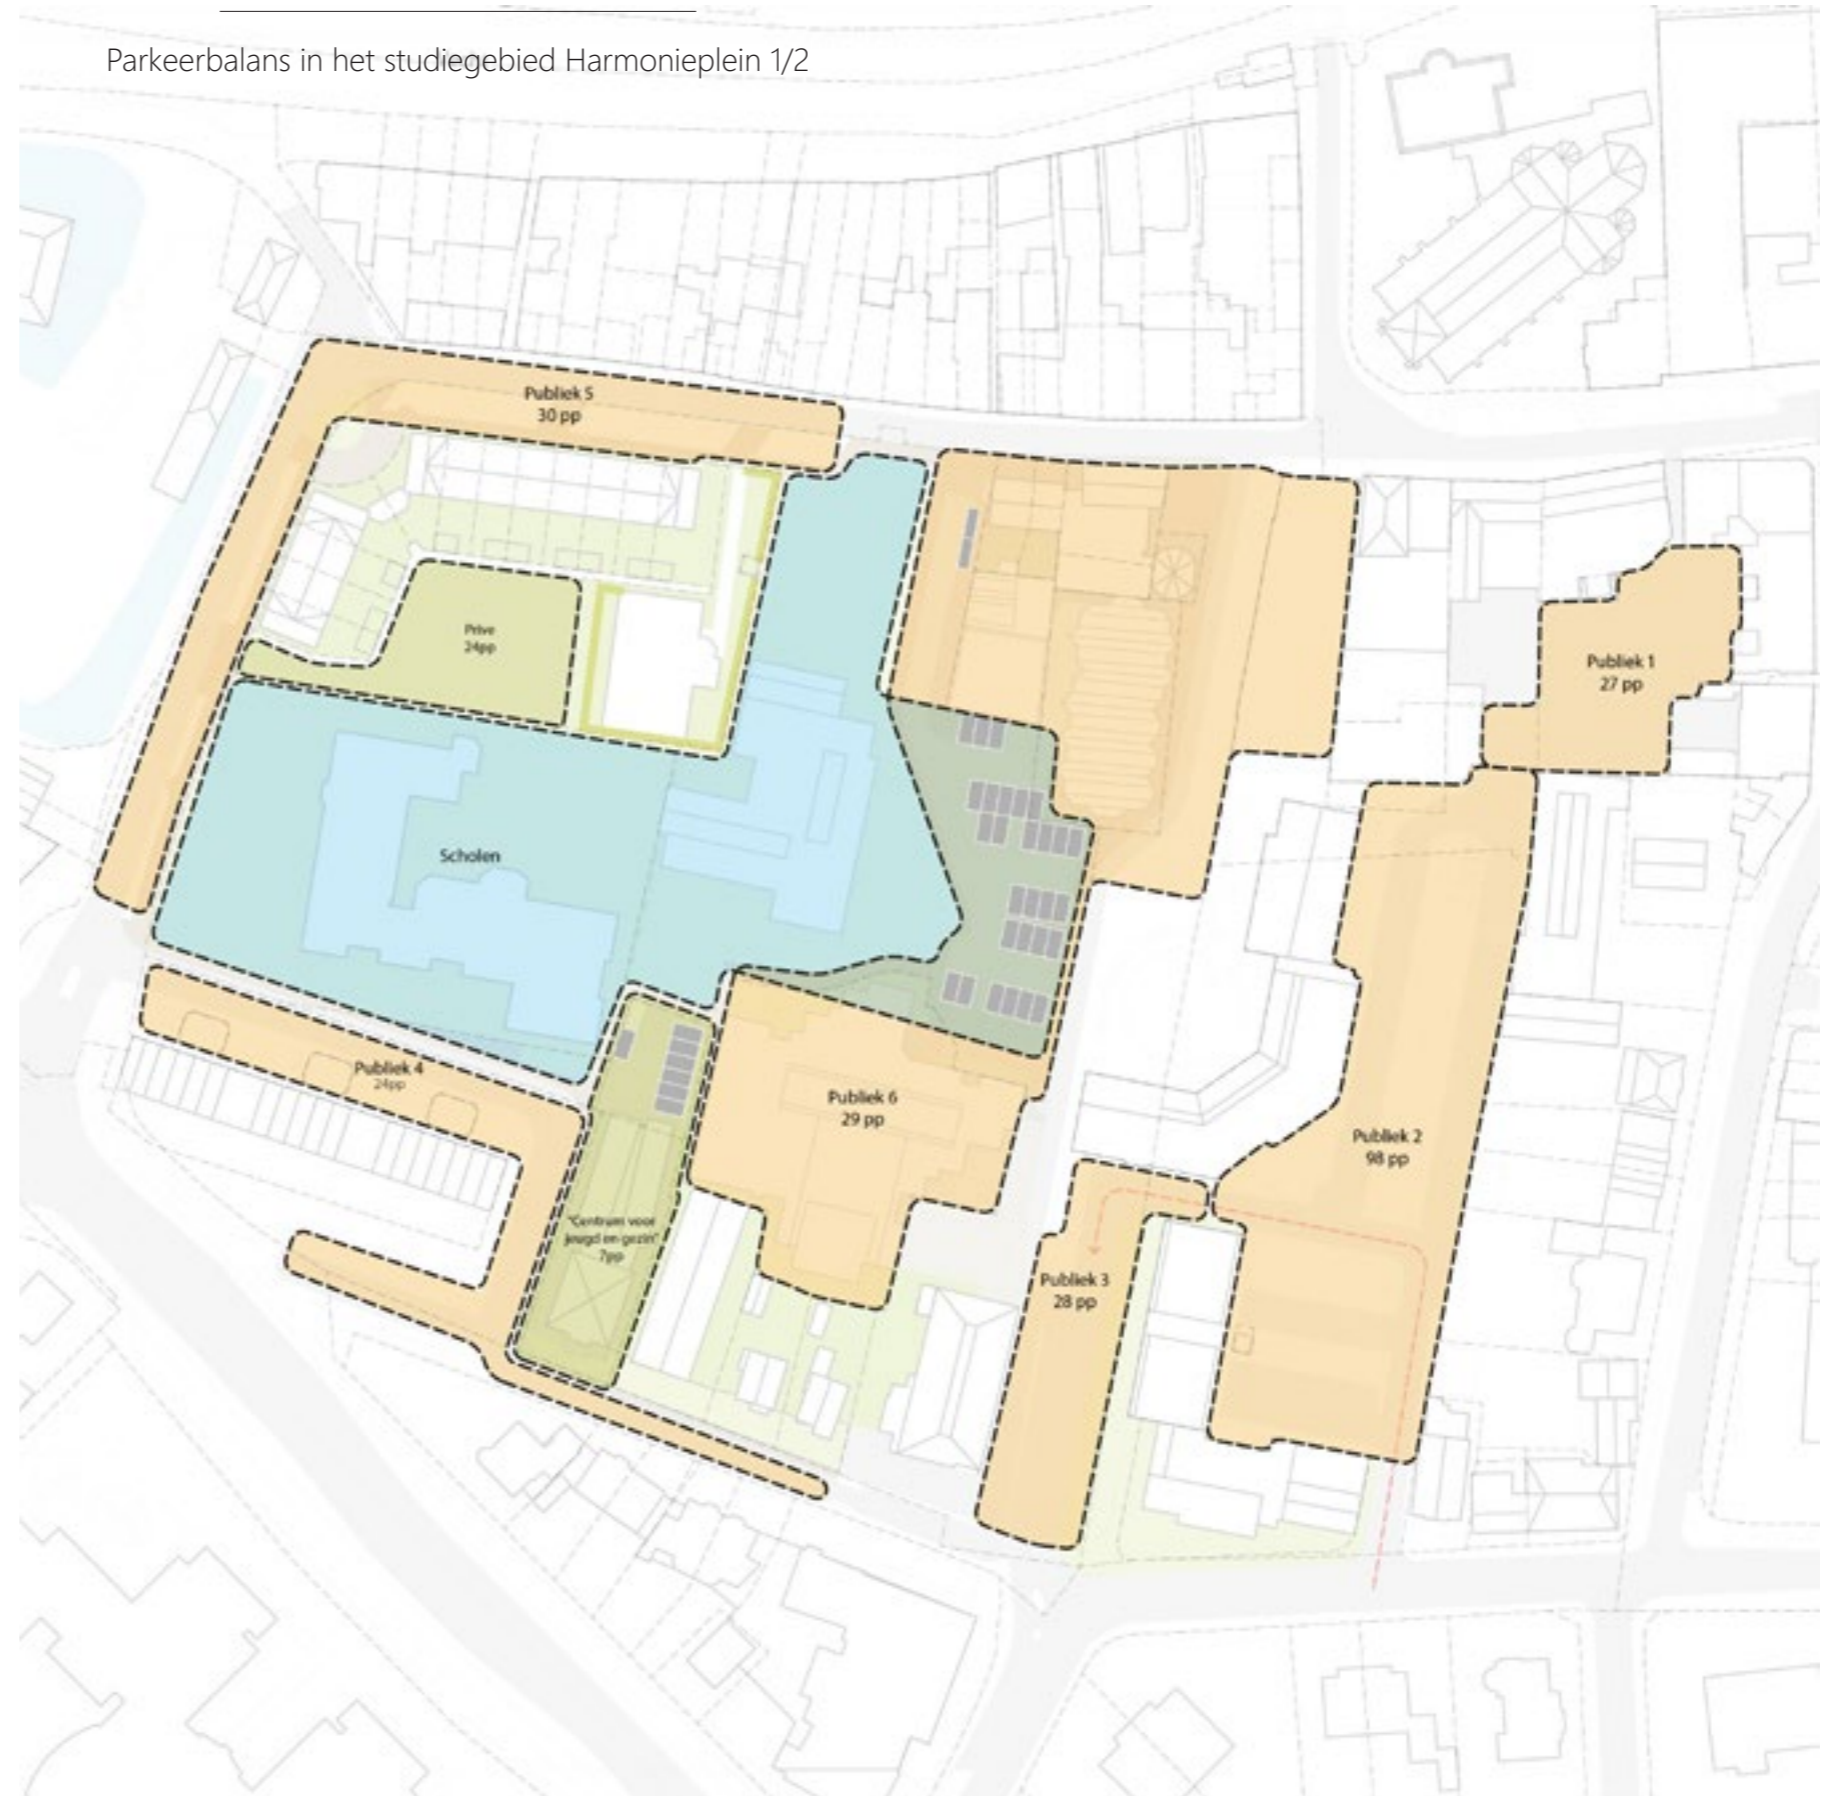 Parkeerbalans in het studiegebied Harmonieplein 1/2
Publiek 5
30 pp
Prive
24pp
Publiek 1
27 pp
Scholen
Publiek 4
24pp
Publiek 6
29 pp
Publiek 2
98 pp
"Centrum voor
jeugd en gezin"
7pp
Publiek 3
28 pp